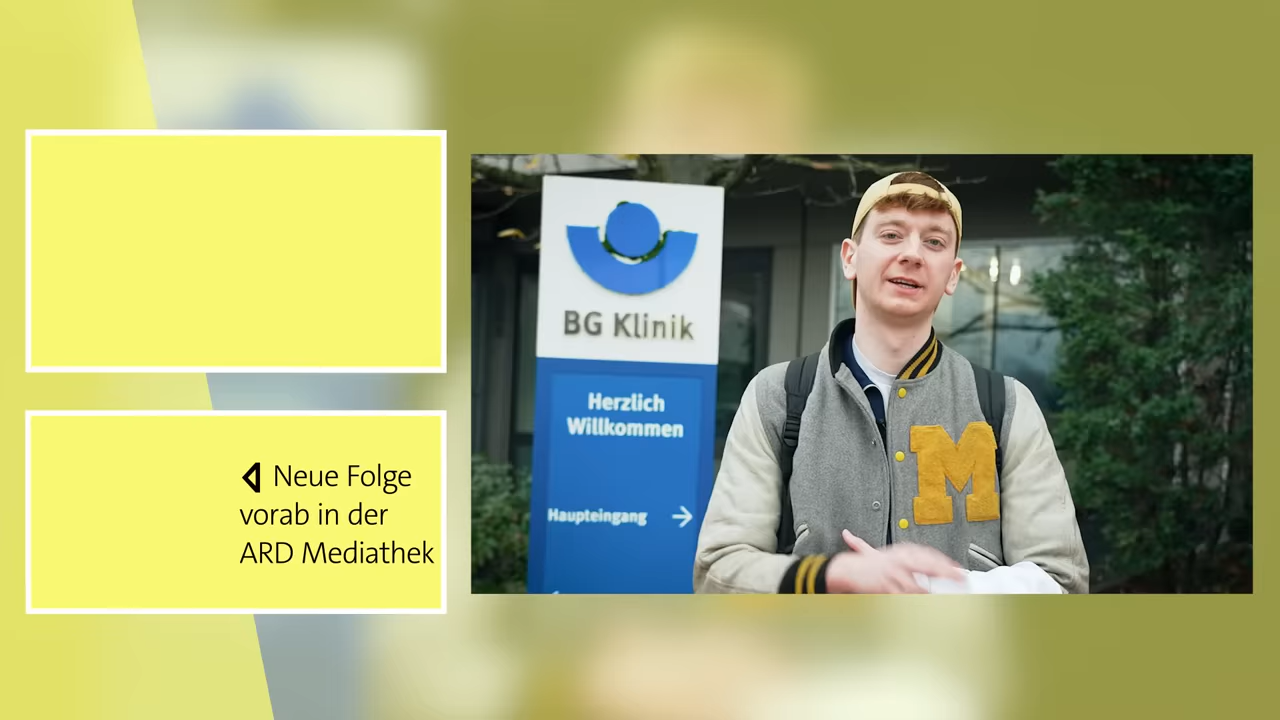 Neue Folge
vorab in der
ARD Mediathek
BG Klinik
Herzlich
Willkommen
Haupteingang
M